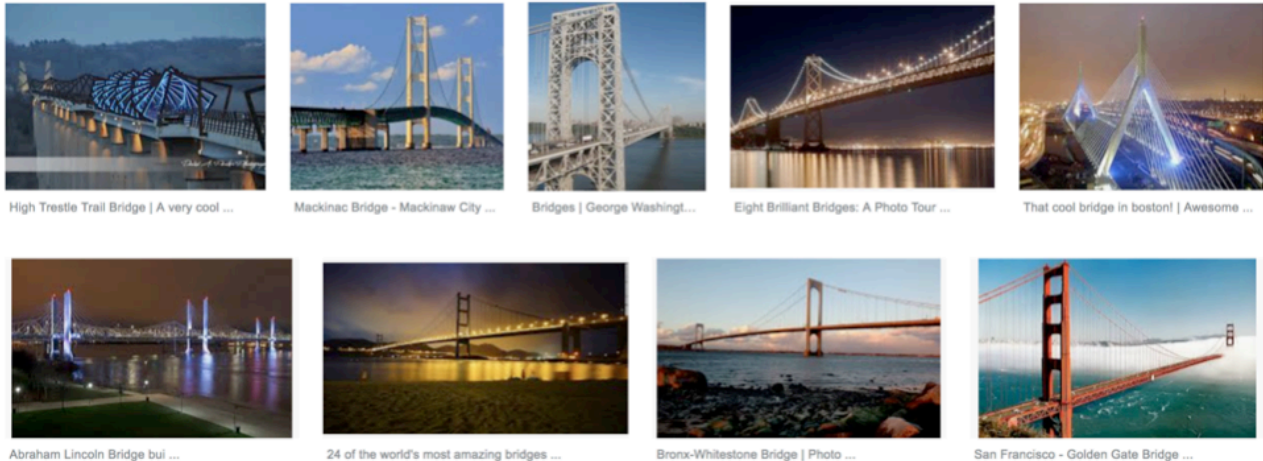 High Trestle Trail Bridge | A very cool ...
Mackinac Bridge - Mackinaw City ...
Bridges | George Washingt...
Eight Brilliant Bridges: A Photo Tour ...
That cool bridge in boston! | Awesome ...
Abraham Lincoln Bridge bui ...
24 of the world's most amazing bridges ...
Bronx-Whitestone Bridge | Photo ...
San Francisco - Golden Gate Bridge ...